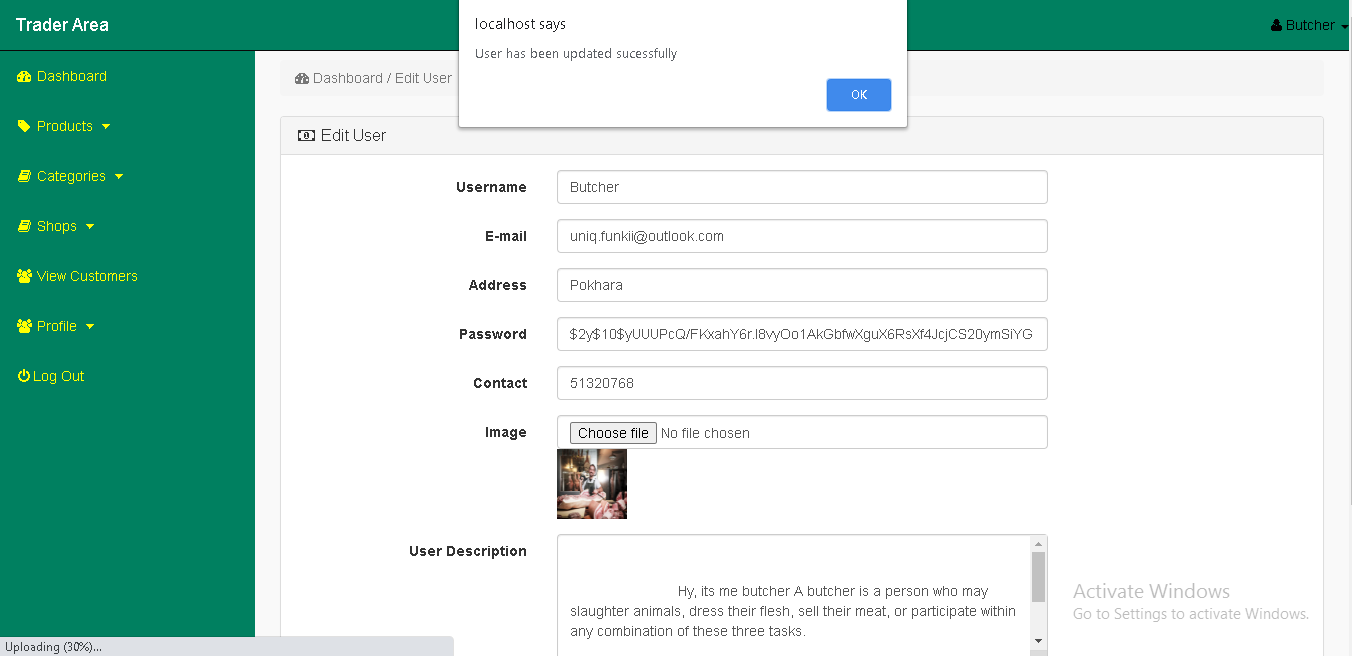 Trader Area
localhost says
User has been updated sucessfully
OK
Butcher
Dashboard
Products
Categories
Shops
View Customers
Profile
Log Out
Dashboard / Edit User
Edit User
Username
Butcher
E-mail
uniq.funkii@outlook.com
Address
Pokhara
Password
$2y$10$yUUUPcQ/FKxahY6r.I8vyOo1AkGbfwXguX6RsXf4JcjCS20ymSiYG
Contact
51320768
Image
Choose file No file chosen
User Description
Hy, its me butcher A butcher is a person who may
slaughter animals, dress their flesh, sell their meat, or participate within
any combination of these three tasks.
Activate Windows
Go to Settings to activate Windows.
Uploading (30%)...